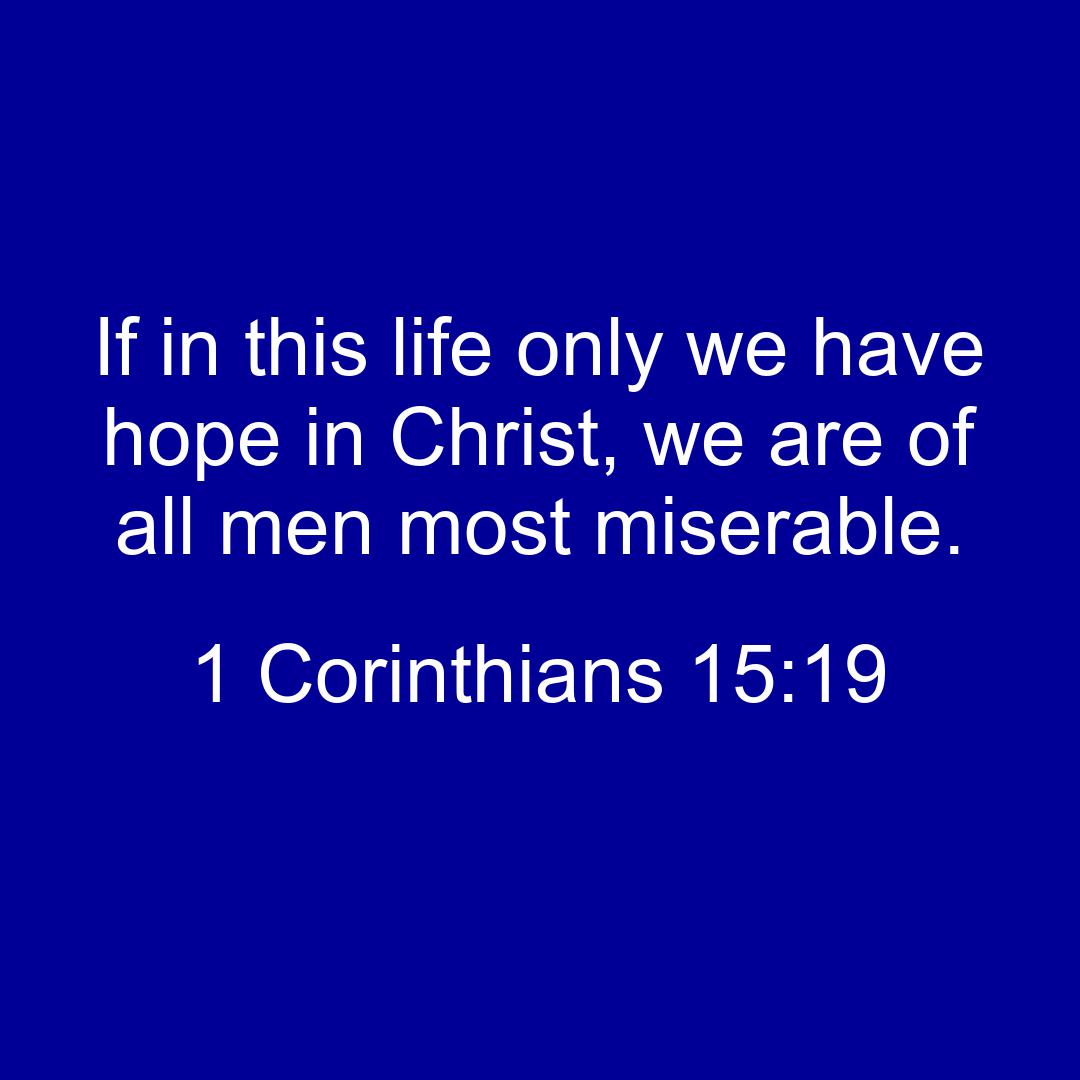 If in this life only we have
hope in Christ, we are of
all men most miserable.
1 Corinthians 15:19